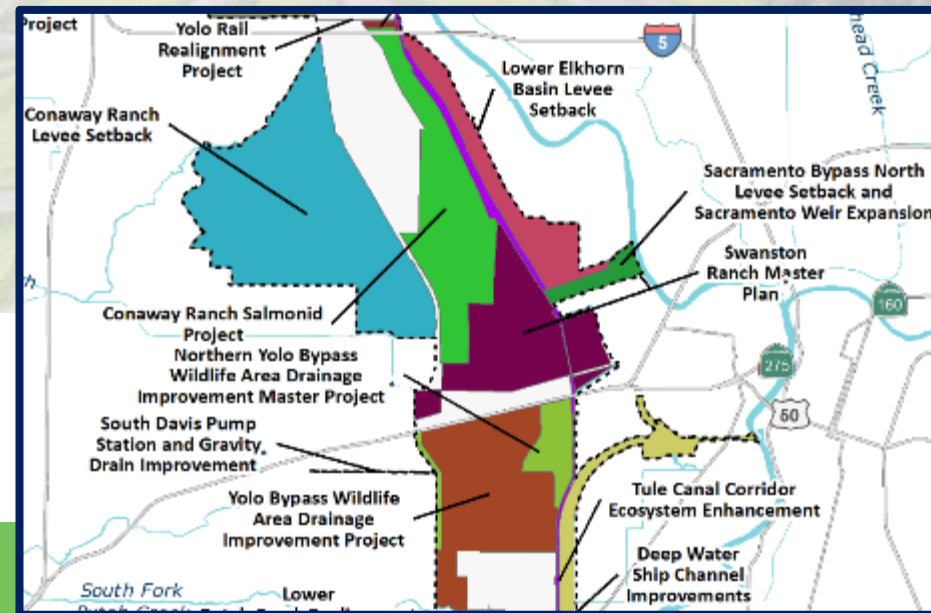 Project
Yolo Rail
Realignment
Project
5
head Creek
Lower Elkhorn
Basin Levee
Setback
Conaway Ranch
Levee Setback
Sacramento Bypass North
Levee Setback and
Sacramento Weir Expansion
Swanston
Ranch Master
Plan
160
Conaway Ranch Salmonid
Project
Northern Yolo Bypass
Wildlife Area Drainage
Improvement Master Project
275
50
South Davis Pump
Station and Gravity
Drain Improvement
Yolo Bypass Wildlife
Area Drainage
Improvement Project
Tule Canal Corridor
Ecosystem Enhancement
Deep Water
Ship Channel
Improvements
South Fork
Lower